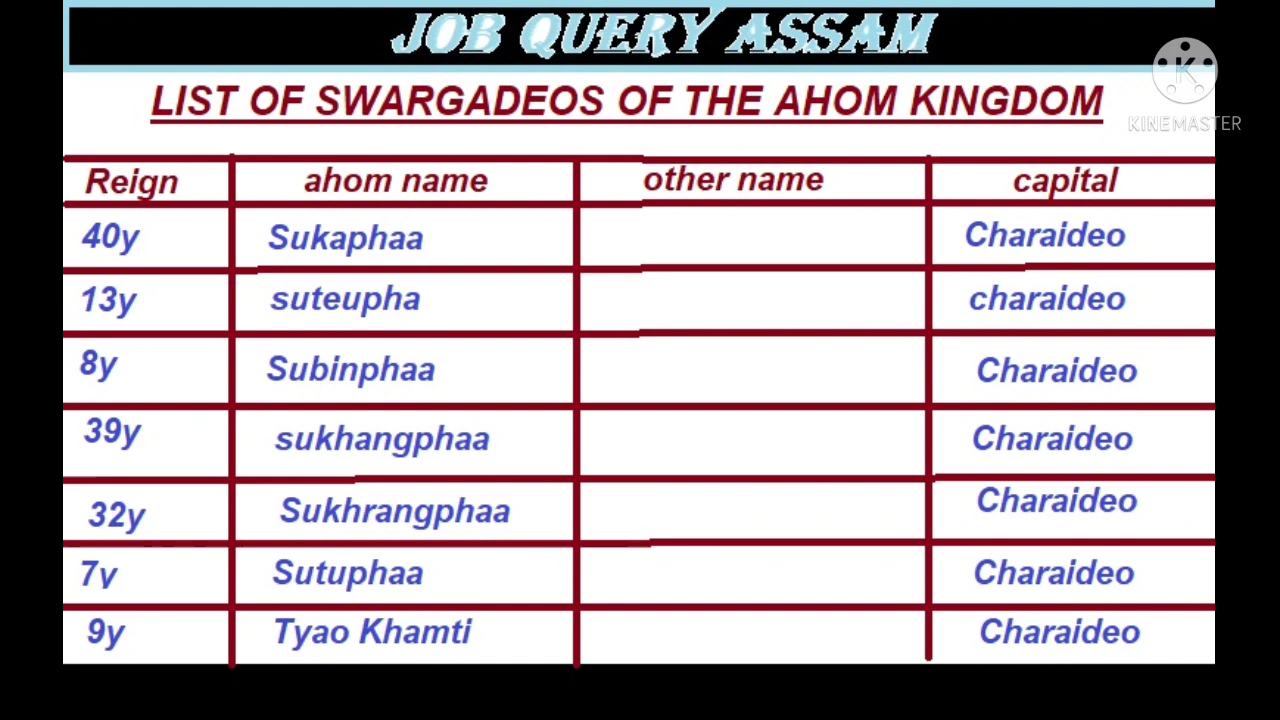 JOB QUERY ASSAM
K
KINEMASTER
LIST OF SWARGADEOS OF THE AHOM KINGDOM
Reign ahom name other name capital
40y Sukaphaa Charaideo
13y suteupha charaideo
8y Subinphaa Charaideo
39y sukhangphaa Charaideo
32y Sukhrangphaa Charaideo
7y Sutuphaa Charaideo
9y Tyao Khamti Charaideo